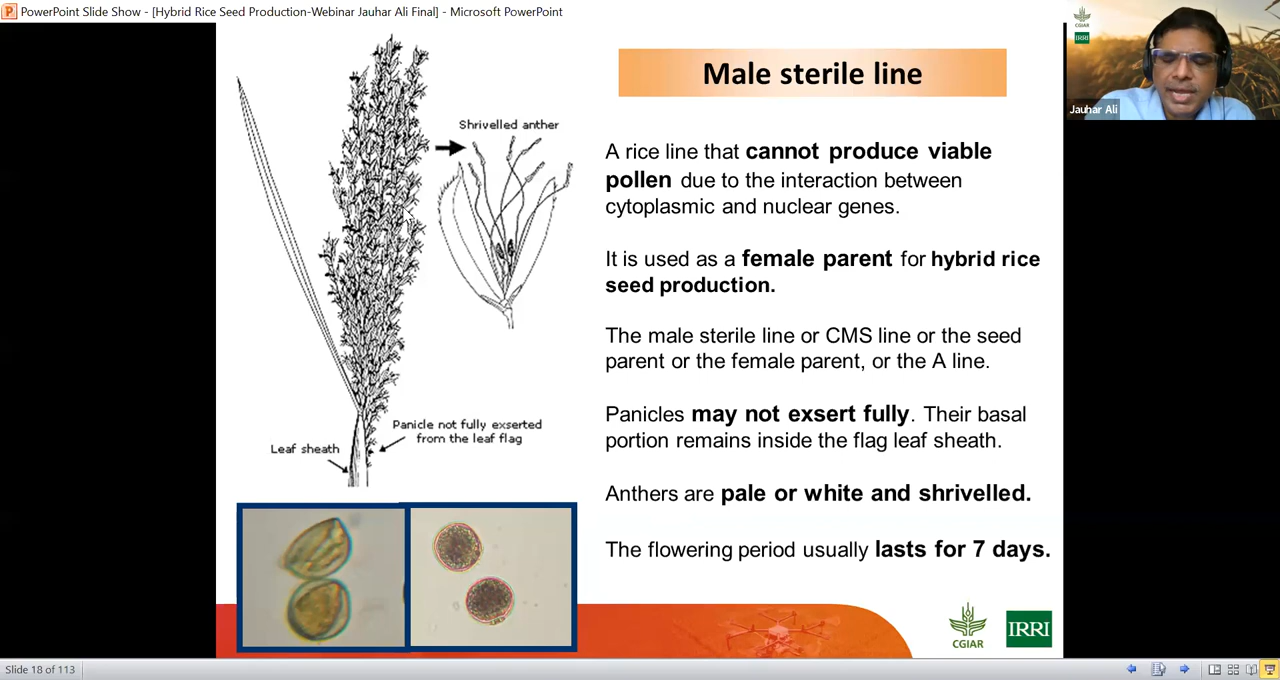 PowerPoint Slide Show - [Hybrid Rice Seed Production-Webinar Jauhar Ali Final] - Microsoft PowerPoint
Male sterile line
Shrivelled anther
A rice line that cannot produce viable
pollen due to the interaction between
cytoplasmic and nuclear genes.
It is used as a female parent for hybrid rice
seed production.
The male sterile line or CMS line or the seed
parent or the female parent, or the A line.
Panicles may not exsert fully. Their basal
portion remains inside the flag leaf sheath.
Anthers are pale or white and shrivelled.
The flowering period usually lasts for 7 days.
Panicle not fully exserted
from the leaf flag
Leaf sheath
CGIAR
IRRI
CGIAR
IRRI
Jauhar Ali
Slide 18 of 113